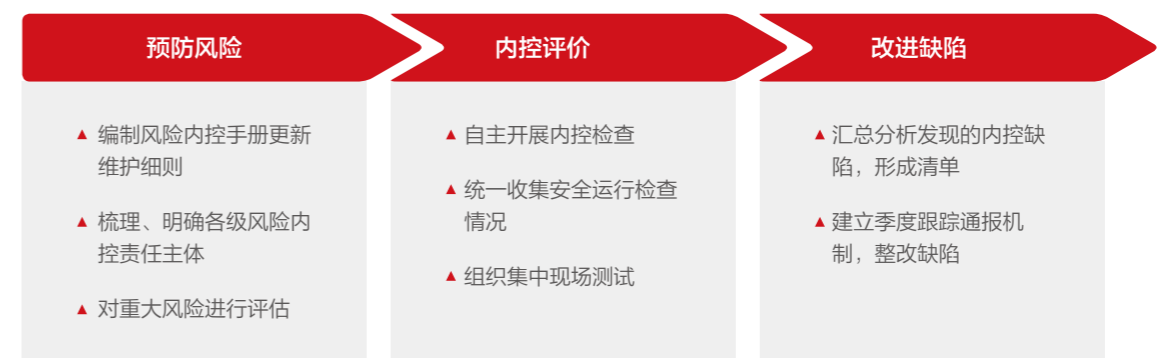 预防风险
编制风险内控手册更新
维护细则
梳理、明确各级风险内
控责任主体
对重大风险进行评估
内控评价
自主开展内控检查
统一收集安全运行检查
情况
组织集中现场测试
改进缺陷
汇总分析发现的内控缺
陷，形成清单
建立季度跟踪通报机
制，整改缺陷